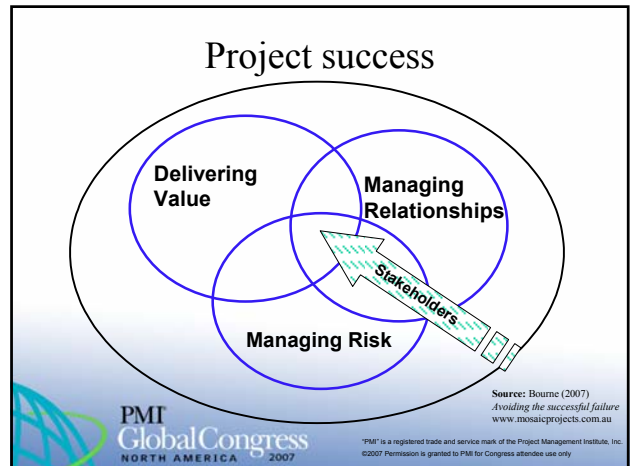 Project success
Delivering
Value
Managing
Relationships
Stakeholders
Managing Risk
Source: Bourne (2007)
Avoiding the successful failure
www.mosaicprojects.com.au
PMI
GlobalCongress
NORTH AMERICA 2007
"PMI" is a registered trade and service mark of the Project Management Institute, Inc.
©2007 Permission is granted to PMI for Congress attendee use only